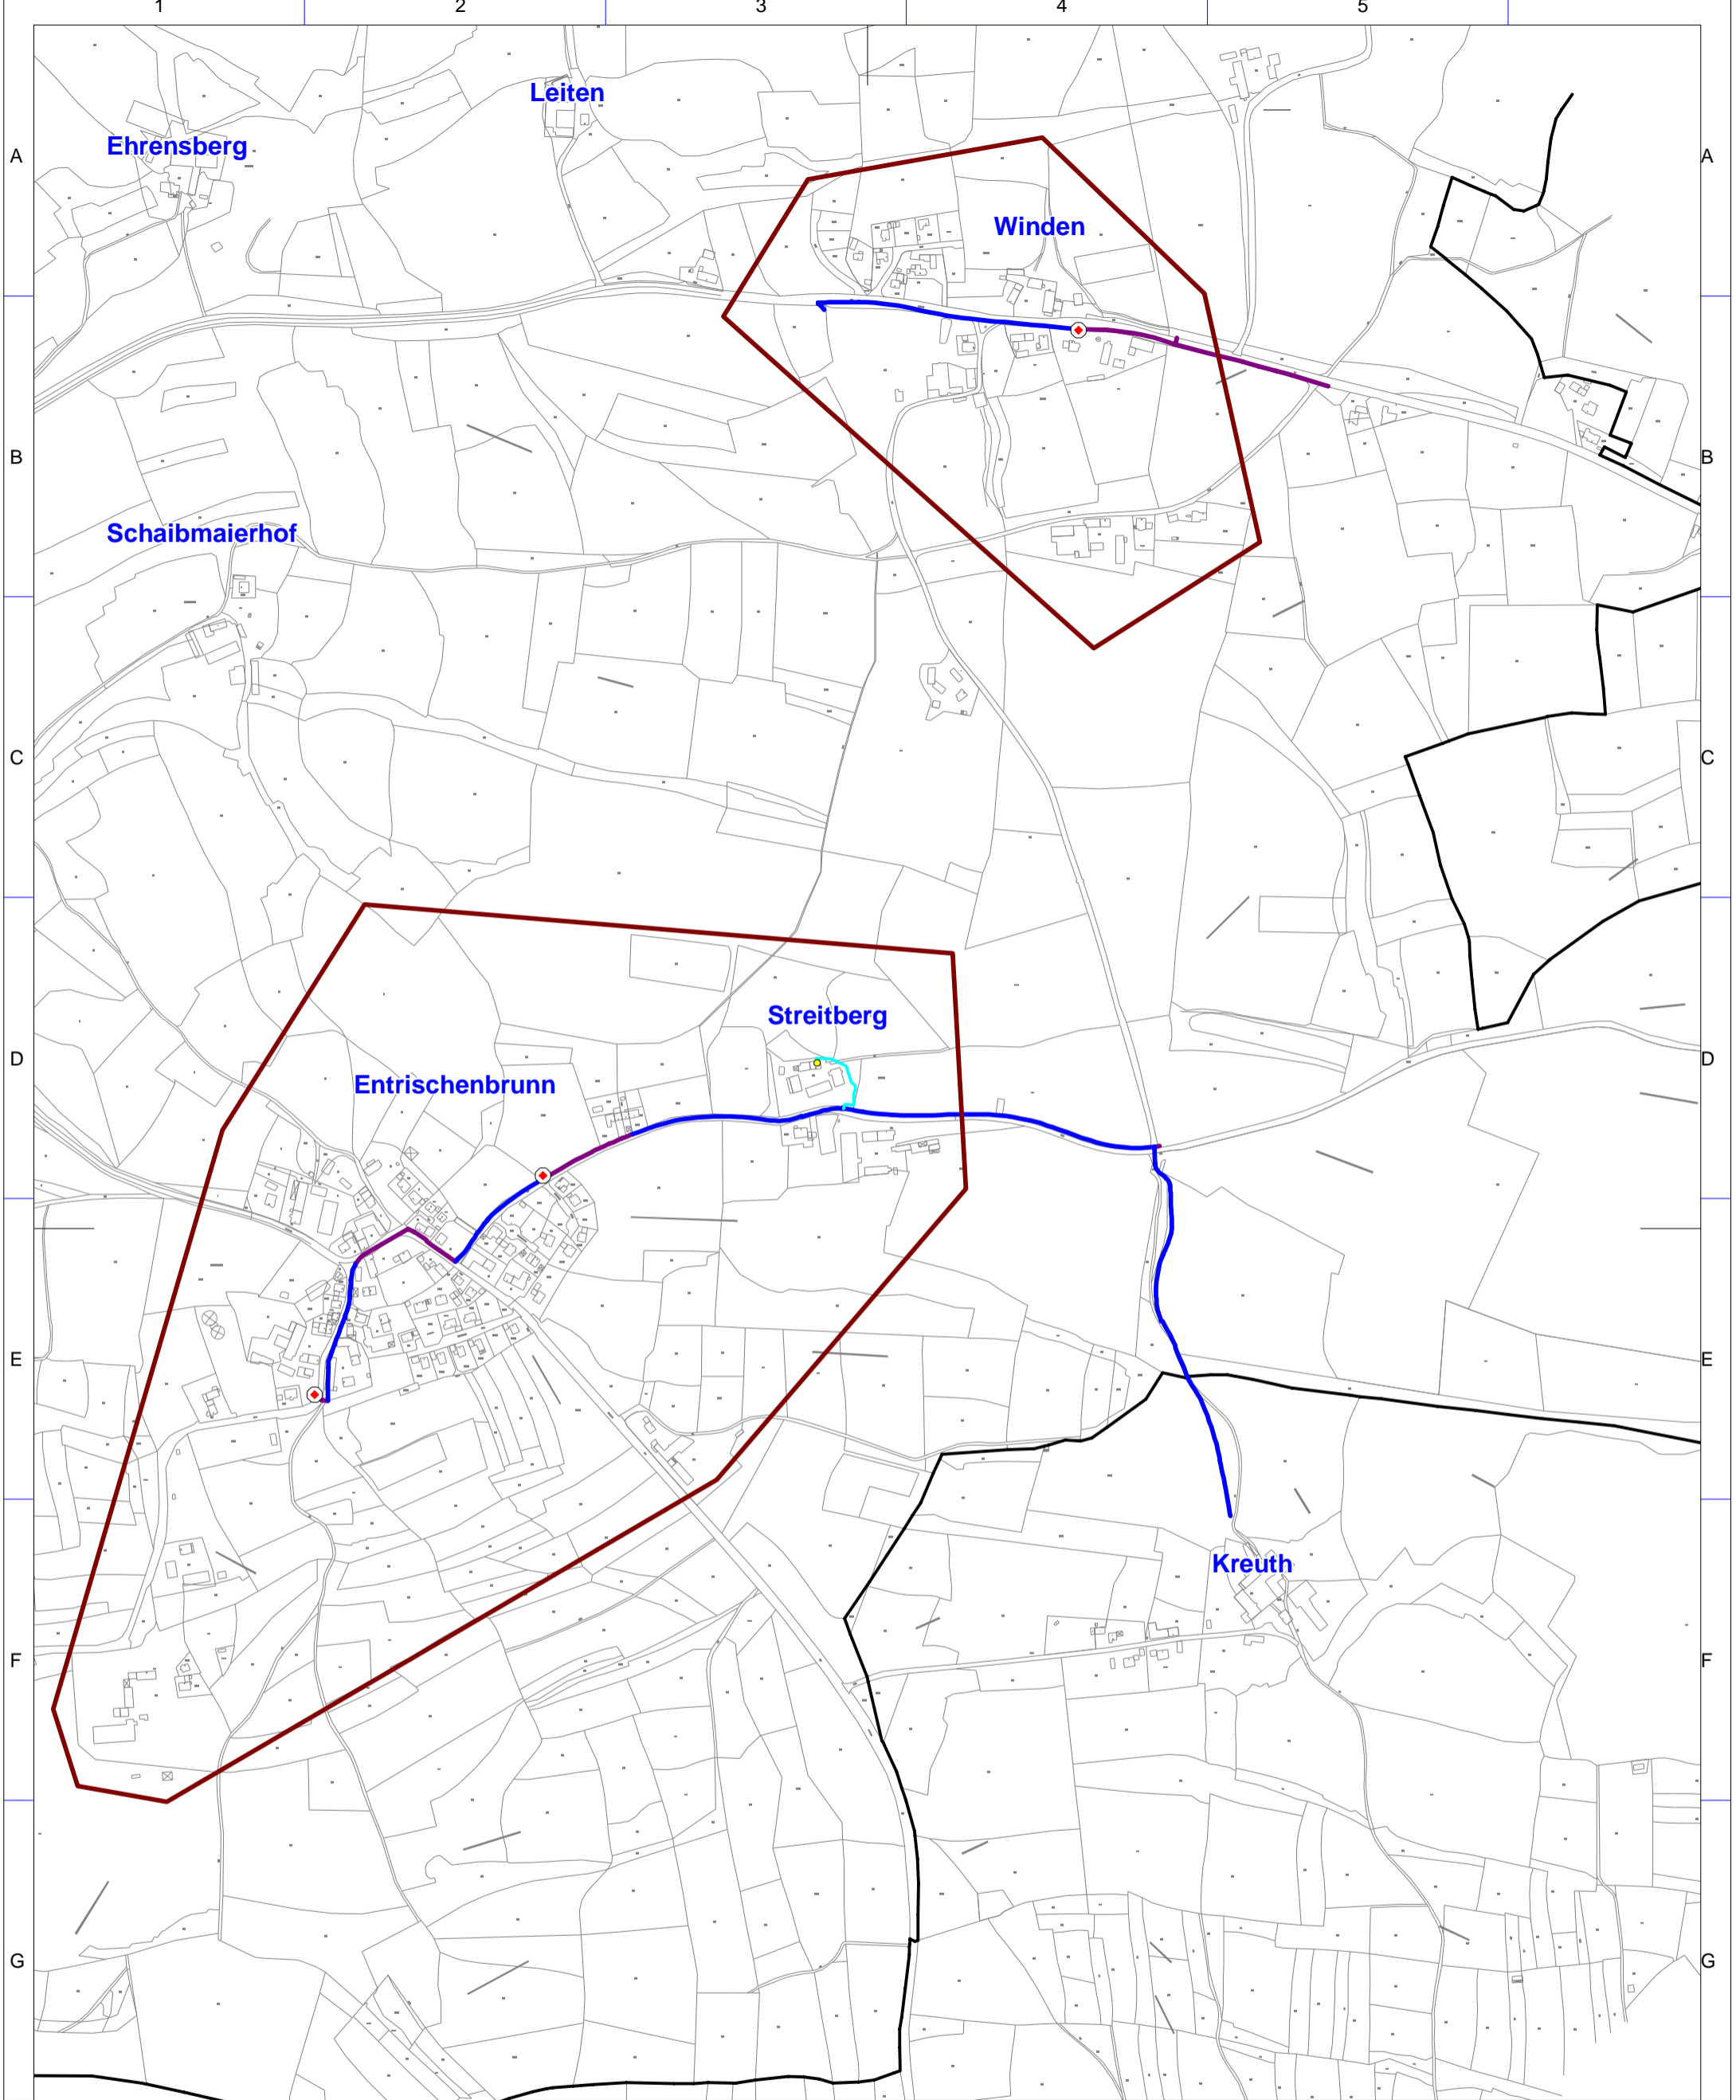 1 2 3 4 5
Leiten
Ehrensberg
A A
Winden
B B
Schaibmaierhof
C C
Streitberg
D D
Entrischenbrunn
E E
Kreuth
F F
G G